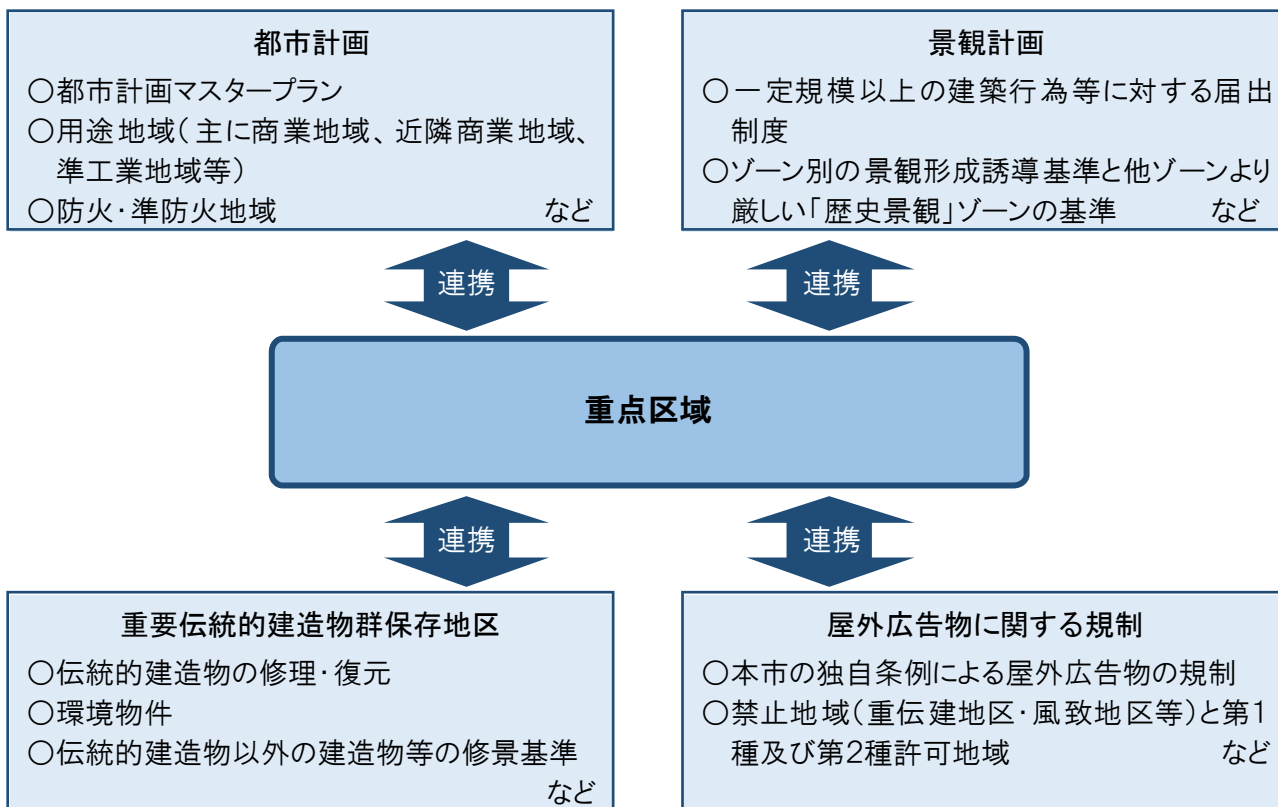 都市計画
○都市計画マスタープラン
○用途地域（主に商業地域、近隣商業地域、
準工業地域等）
○防火・準防火地域 など
景観計画
○一定規模以上の建築行為等に対する届出
制度
○ゾーン別の景観形成誘導基準と他ゾーンより
厳しい「歴史景観」ゾーンの基準 など
連携
連携
重点区域
連携
連携
重要伝統的建造物群保存地区
○伝統的建造物の修理・復元
○環境物件
○伝統的建造物以外の建造物等の修景基準
など
屋外広告物に関する規制
○本市の独自条例による屋外広告物の規制
○禁止地域（重伝建地区・風致地区等）と第1
種及び第2種許可地域 など